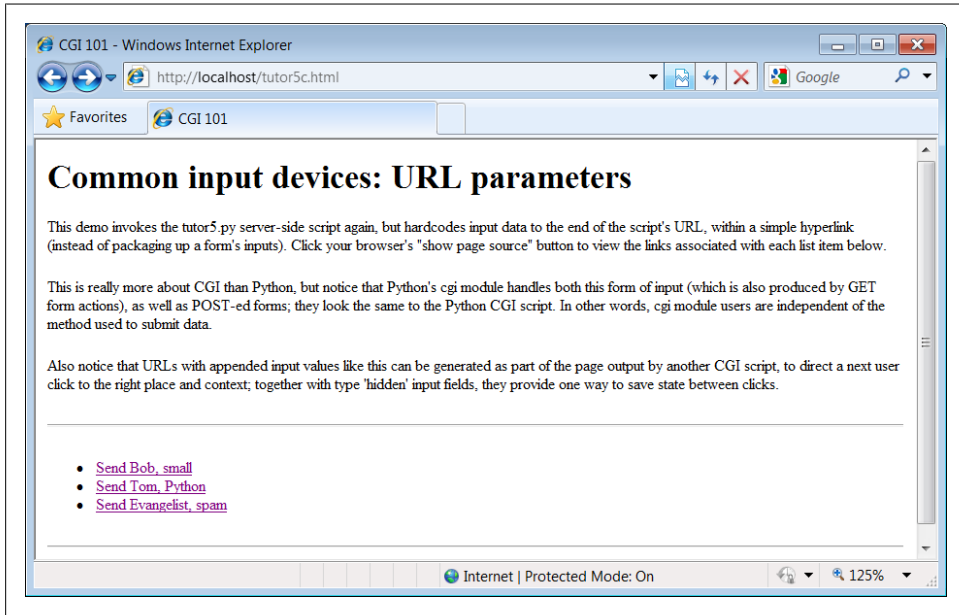 CGI 101 - Windows Internet Explorer
http://localhost/tutor5c.html
Google
Favorites
CGI 101
Common input devices: URL parameters
This demo invokes the tutor5.py server-side script again, but hardcodes input data to the end of the script's URL, within a simple hyperlink
(instead of packaging up a form's inputs). Click your browser's "show page source" button to view the links associated with each list item below.
This is really more about CGI than Python, but notice that Python's cgi module handles both this form of input (which is also produced by GET
form actions), as well as POST-ed forms; they look the same to the Python CGI script. In other words, cgi module users are independent of the
method used to submit data.
Also notice that URLs with appended input values like this can be generated as part of the page output by another CGI script, to direct a next user
click to the right place and context; together with type 'hidden' input fields, they provide one way to save state between clicks.
Send Bob, small
Send Tom, Python
Send Evangelist, spam
Internet | Protected Mode: On
125%